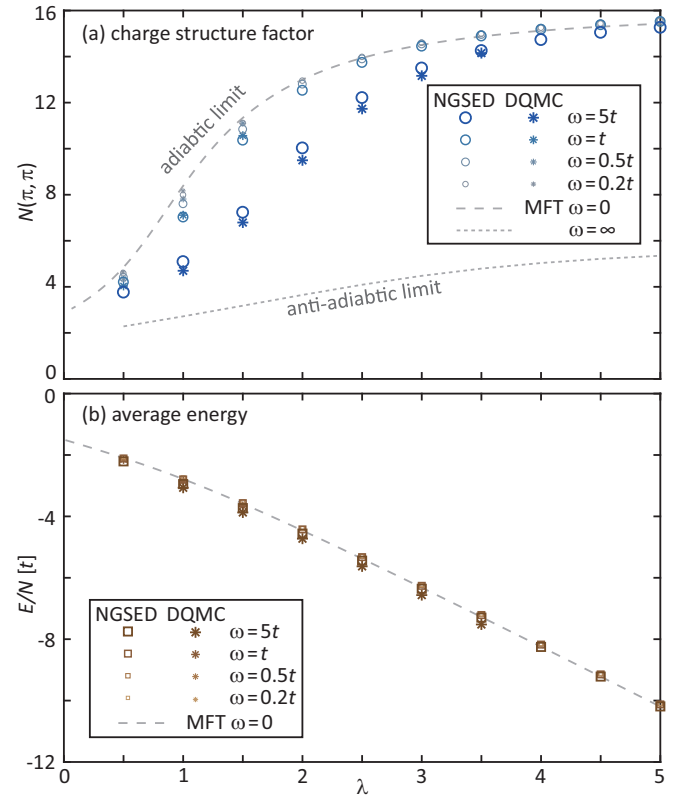 16
12
8
4
0
N(π, π)
(a) charge structure factor
adiabtic limit
anti-adiabtic limit
NGSED DQMC
ω = 5t
ω = t
ω = 0.5t
ω = 0.2t
MFT ω = 0
ω = ∞
0
-4
-8
-12
E/N [t]
(b) average energy
NGSED DQMC
ω = 5t
ω = t
ω = 0.5t
ω = 0.2t
MFT ω = 0
0 1 2 3 4 5
λ